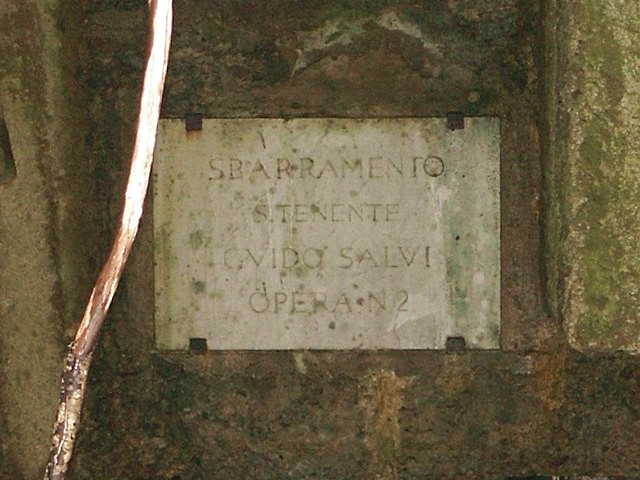 SBARRAMENTO
S.TENENTE
GVIDO SALVI
OPERA N 2